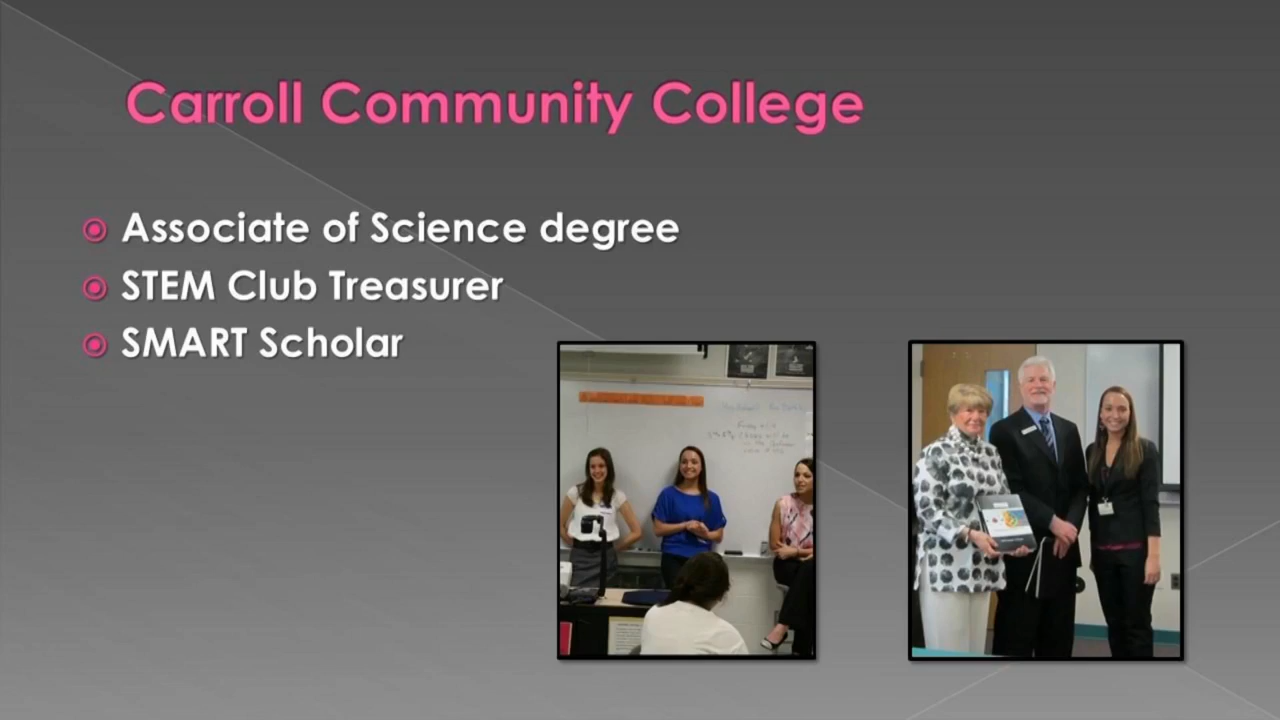 Carroll Community College
Associate of Science degree
STEM Club Treasurer
SMART Scholar